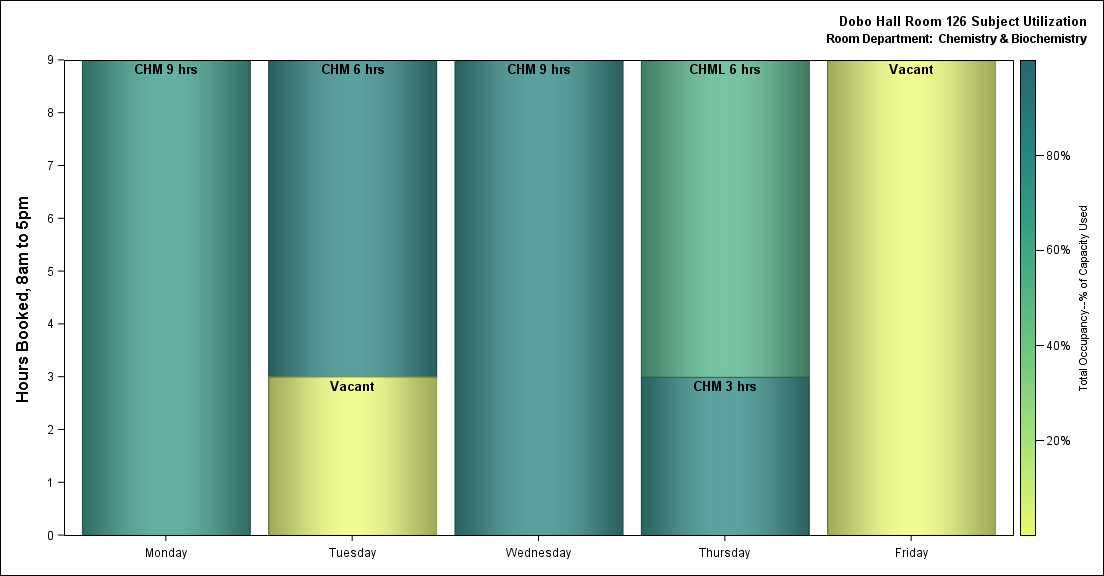 Dobo Hall Room 126 Subject Utilization
Room Department: Chemistry & Biochemistry
Hours Booked, 8am to 5pm
9
8
7
6
5
4
3
2
1
0
CHM 9 hrs
CHM 6 hrs
Vacant
CHM 9 hrs
CHML 6 hrs
CHM 3 hrs
Vacant
Monday
Tuesday
Wednesday
Thursday
Friday
80%
60%
40%
20%
Total Occupancy--% of Capacity Used